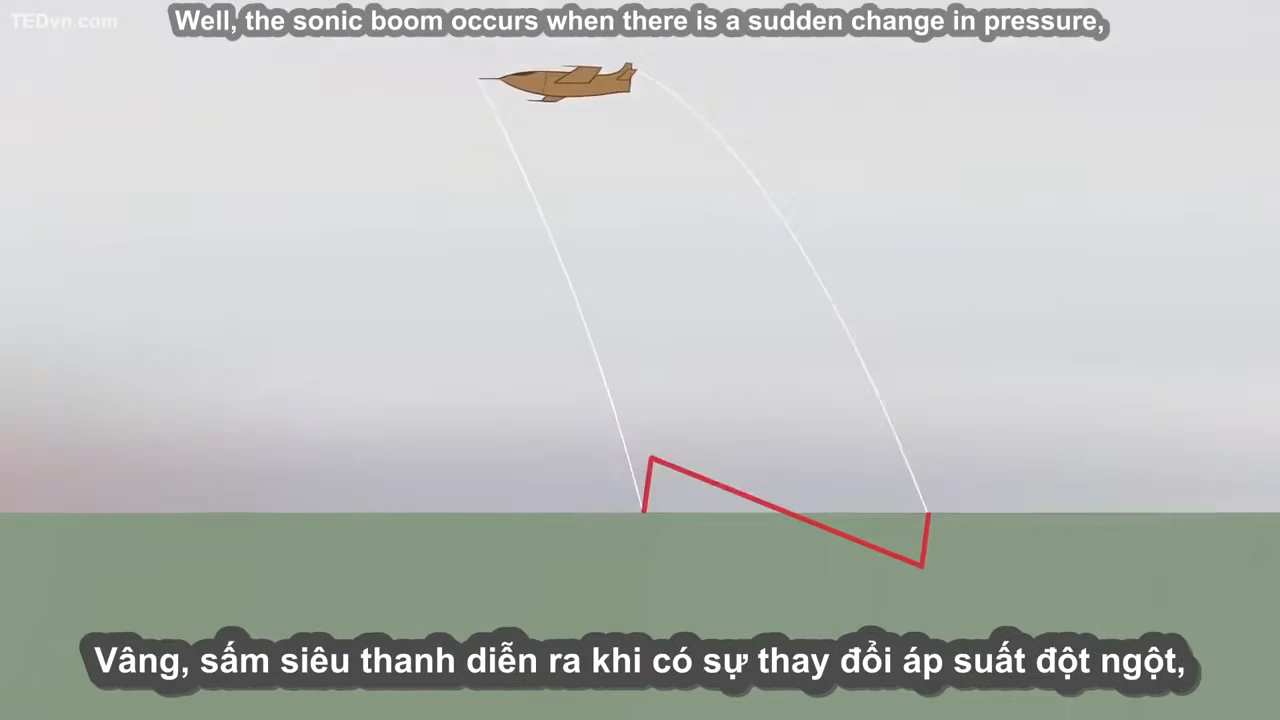 TEDvn.com
Well, the sonic boom occurs when there is a sudden change in pressure,
Vâng, sấm siêu thanh diễn ra khi có sự thay đổi áp suất đột ngột,